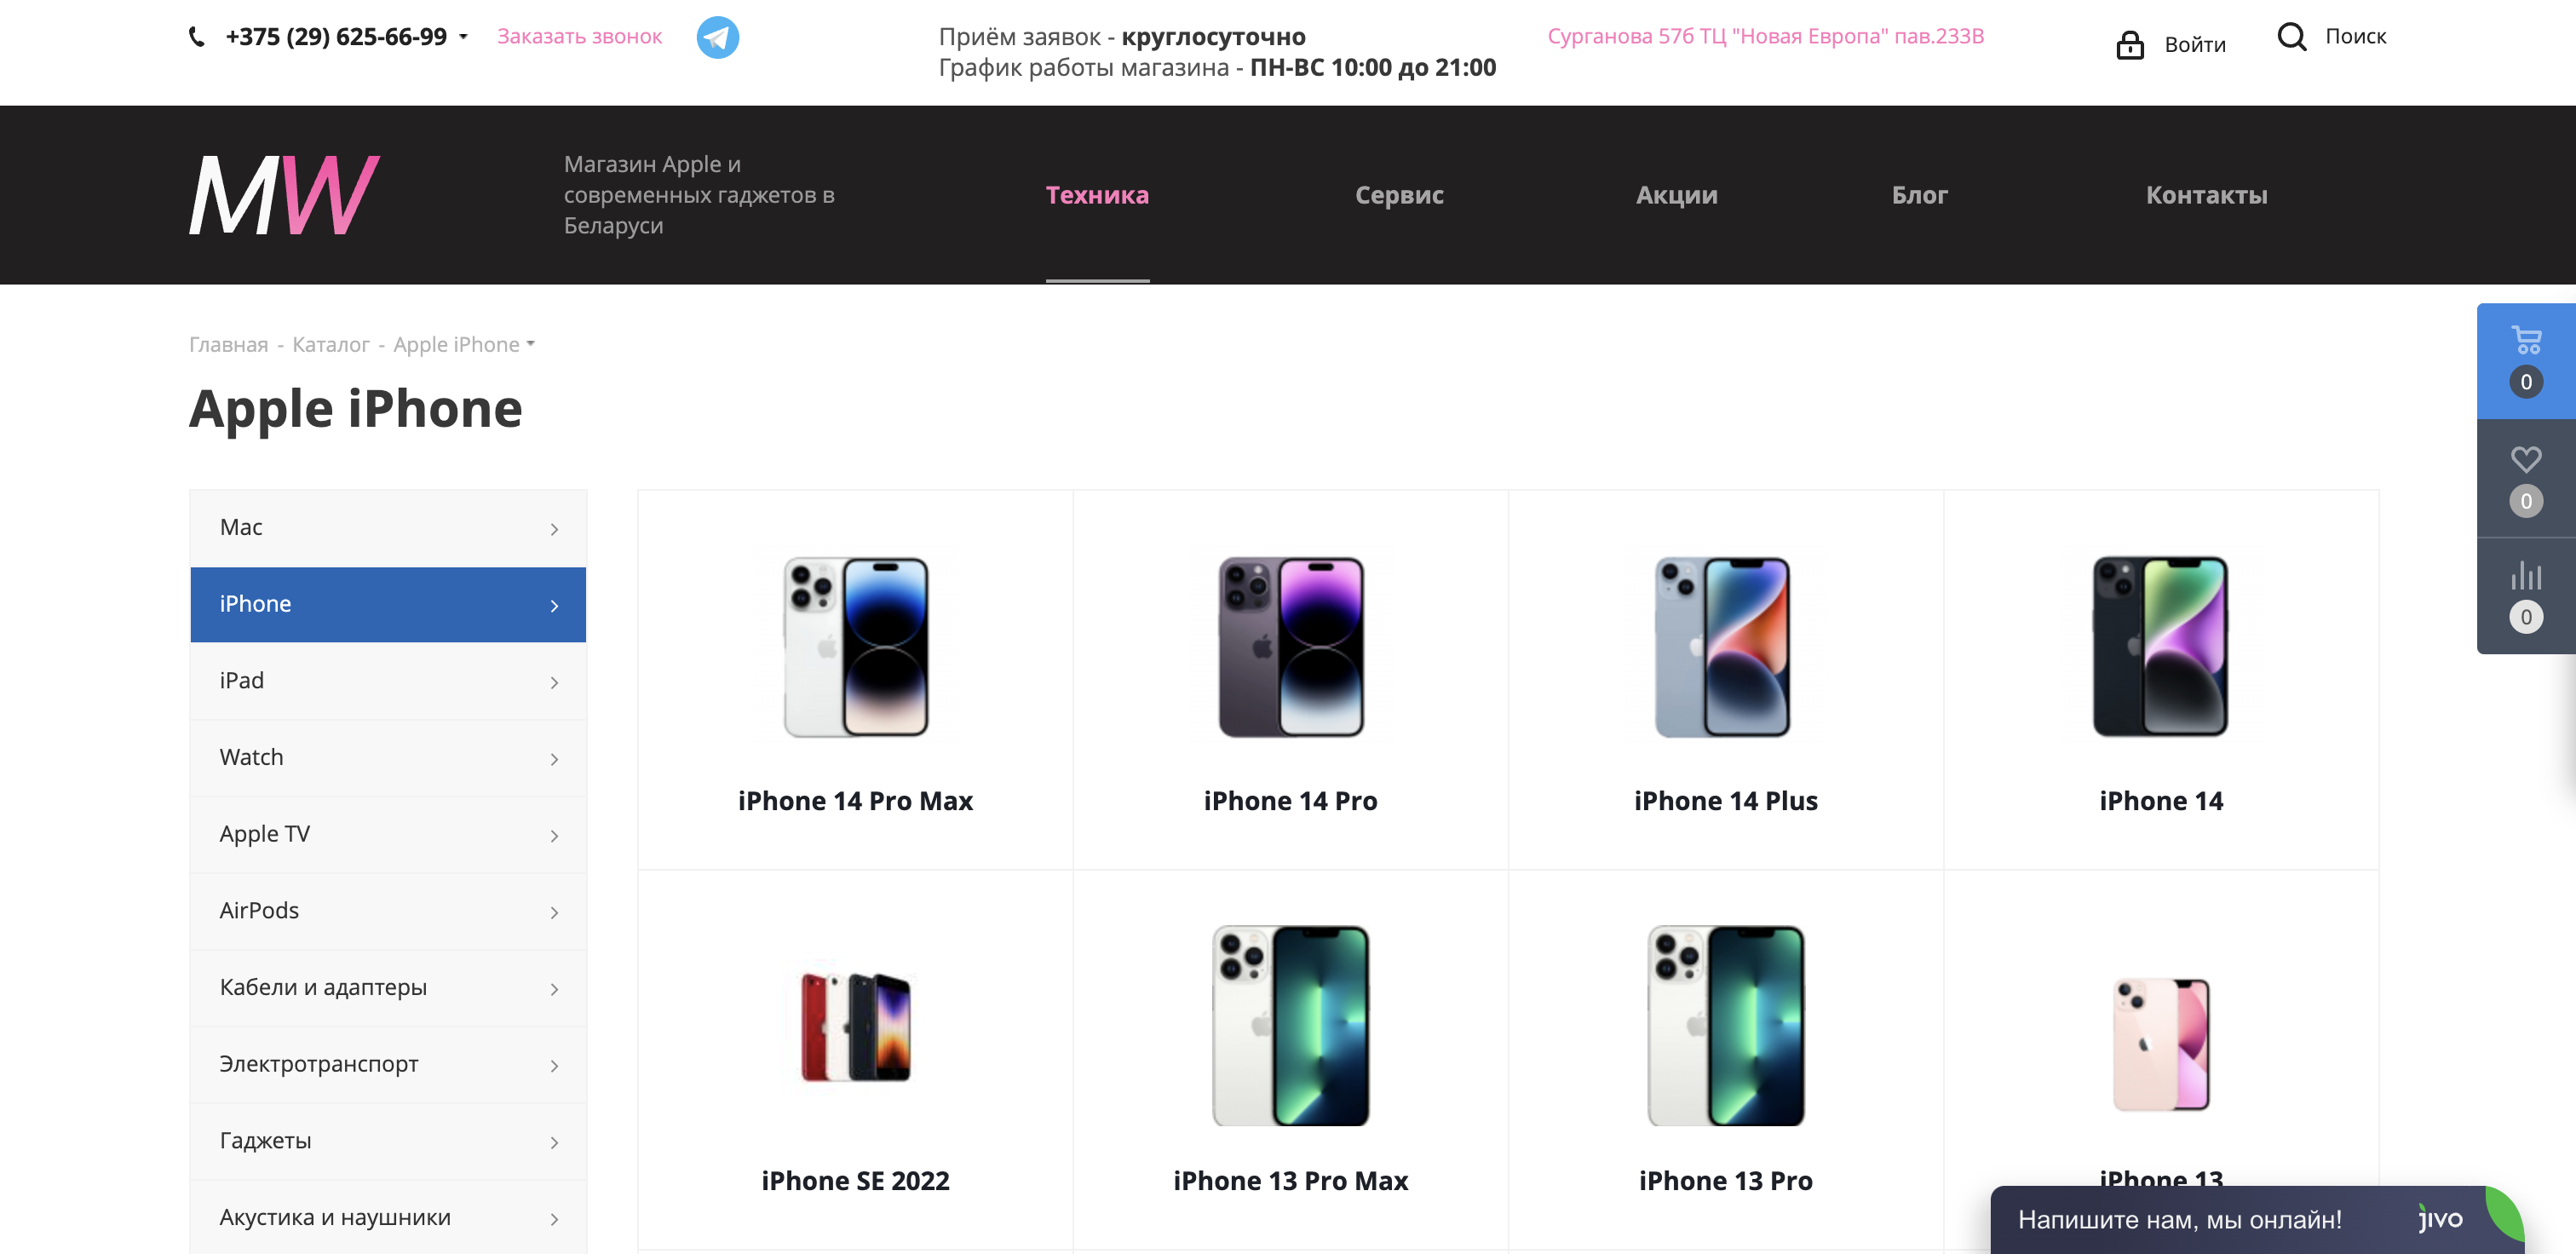 +375 (29) 625-66-99
Заказать звонок
Приём заявок - круглосуточно
График работы магазина - ПН-ВС 10:00 до 21:00
Сурганова 57б ТЦ "Новая Европа" пав.233В
Войти
Поиск
MW
Магазин Apple и
современных гаджетов в
Беларуси
Техника
Сервис
Акции
Блог
Контакты
Главная - Каталог - Apple iPhone
Apple iPhone
0
0
0
Mac
iPhone
iPad
Watch
Apple TV
AirPods
Кабели и адаптеры
Электротранспорт
Гаджеты
Акустика и наушники
iPhone 14 Pro Max
iPhone 14 Pro
iPhone 14 Plus
iPhone 14
iPhone SE 2022
iPhone 13 Pro Max
iPhone 13 Pro
iPhone 13
Напишите нам, мы онлайн!
jivo